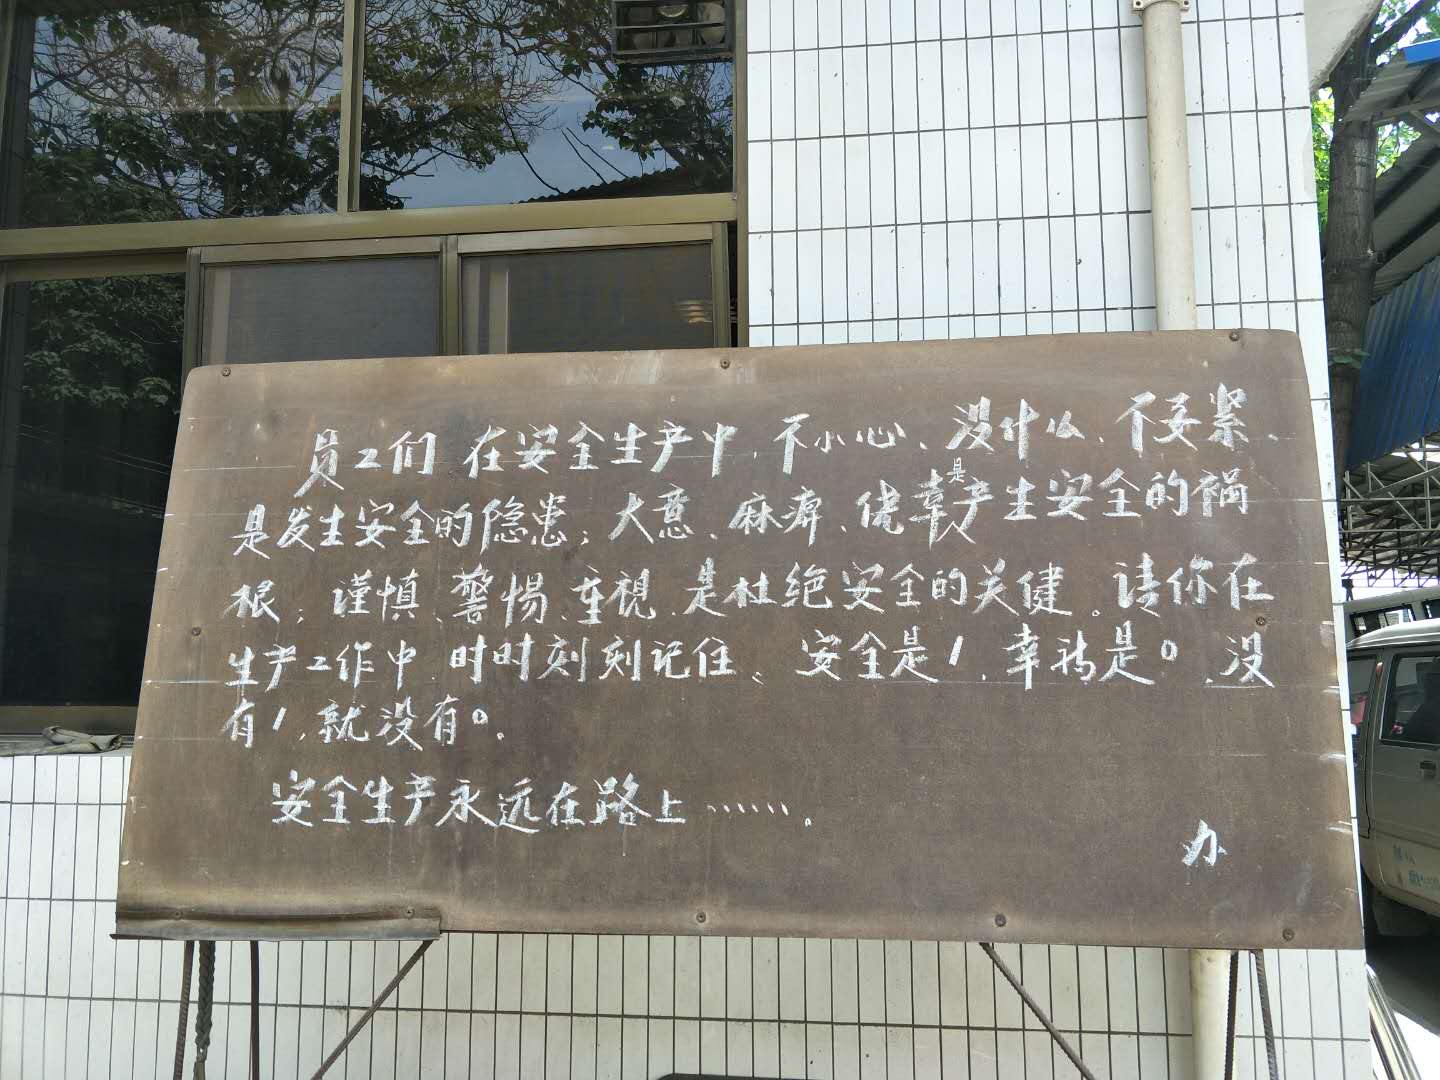 员工们 在安全生产中，不小心、没什么、不要紧、
是发生安全的隐患；大意、麻痹、侥幸是产生安全的祸
根；谨慎、警惕、重视、是杜绝安全的关健。请你在
生产工作中，时时刻刻记住、安全是1，幸福是0，没
有1，就没有0。
安全生产永远在路上……。
办